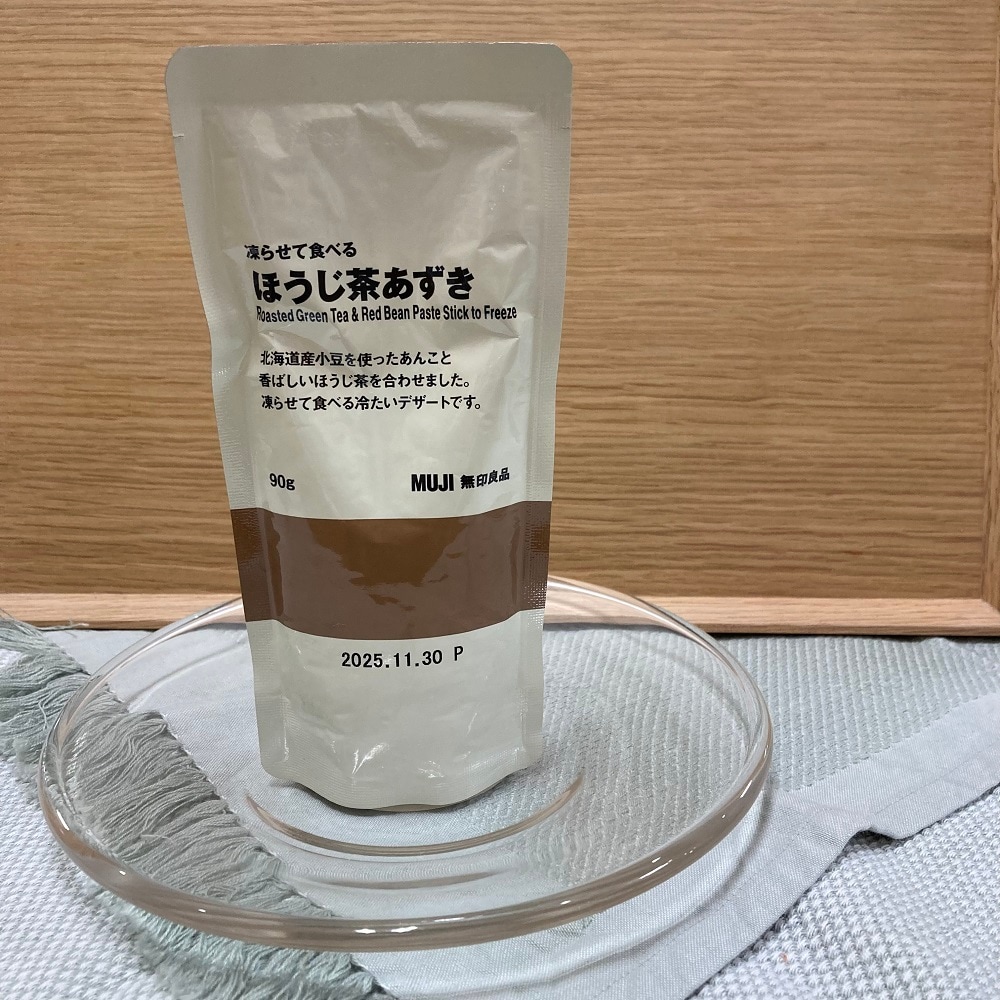 凍らせて食べる
ほうじ茶あずき
Roasted Green Tea & Red Bean Paste Stick to Freeze
北海道産小豆を使ったあんこと
香ばしいほうじ茶を合わせました。
凍らせて食べる冷たいデザートです。
90g MUJI 無印良品
2025.11.30 P